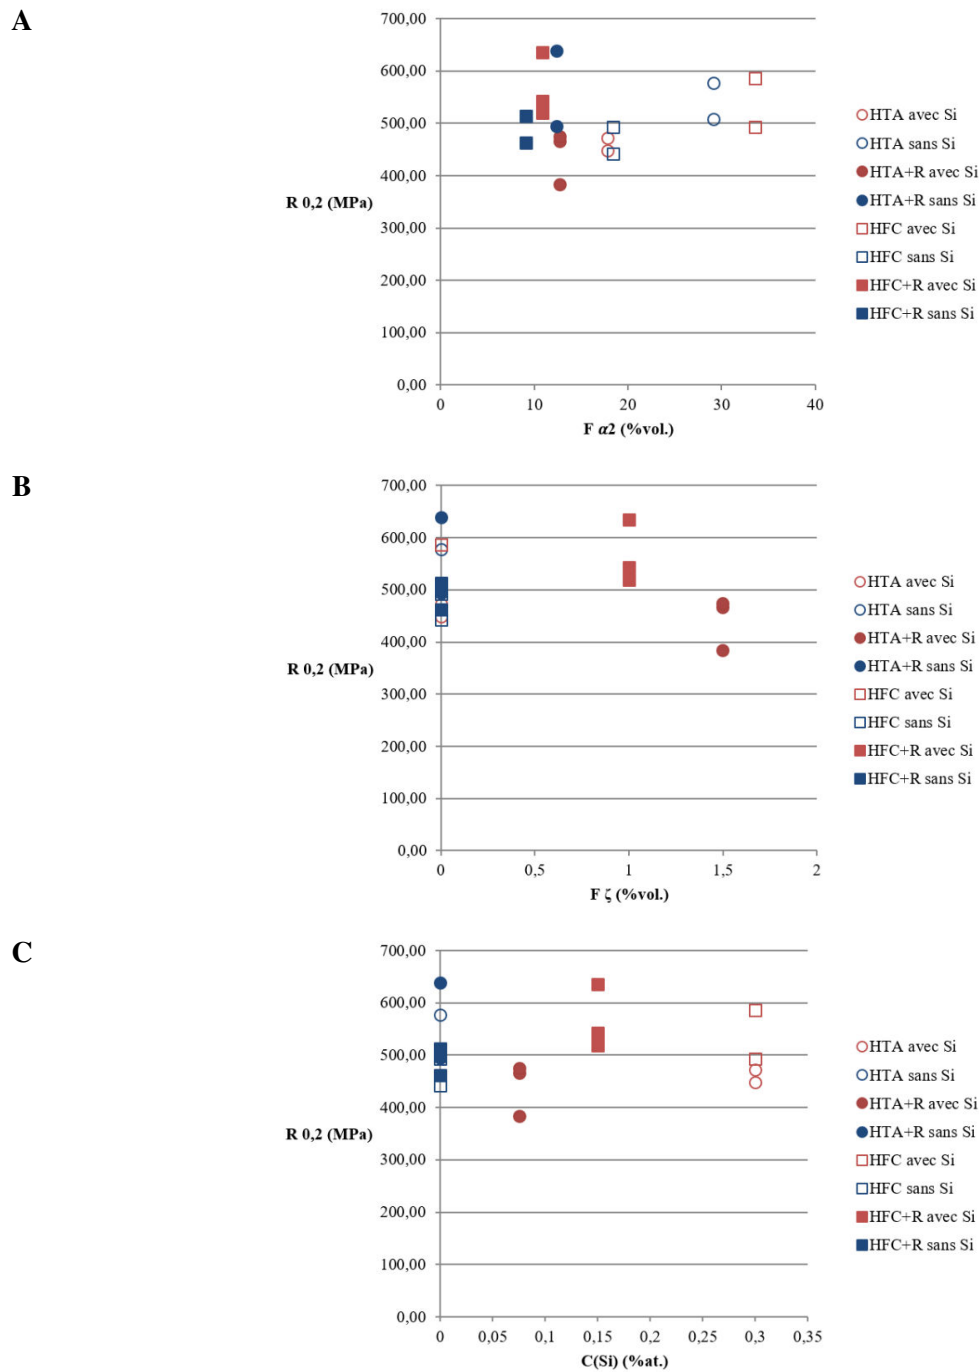 A
700,00
600,00
500,00
400,00
R 0,2 (MPa)
300,00
200,00
100,00
0,00
0 10 20 30 40
F α2 (%vol.)
HTA avec Si
HTA sans Si
HTA+R avec Si
HTA+R sans Si
HFC avec Si
HFC sans Si
HFC+R avec Si
HFC+R sans Si
B
700,00
600,00
500,00
400,00
R 0,2 (MPa)
300,00
200,00
100,00
0,00
0 0,5 1 1,5 2
F ζ (%vol.)
HTA avec Si
HTA sans Si
HTA+R avec Si
HTA+R sans Si
HFC avec Si
HFC sans Si
HFC+R avec Si
HFC+R sans Si
C
700,00
600,00
500,00
400,00
R 0,2 (MPa)
300,00
200,00
100,00
0,00
0 0,05 0,1 0,15 0,2 0,25 0,3 0,35
C(Si) (%at.)
HTA avec Si
HTA sans Si
HTA+R avec Si
HTA+R sans Si
HFC avec Si
HFC sans Si
HFC+R avec Si
HFC+R sans Si